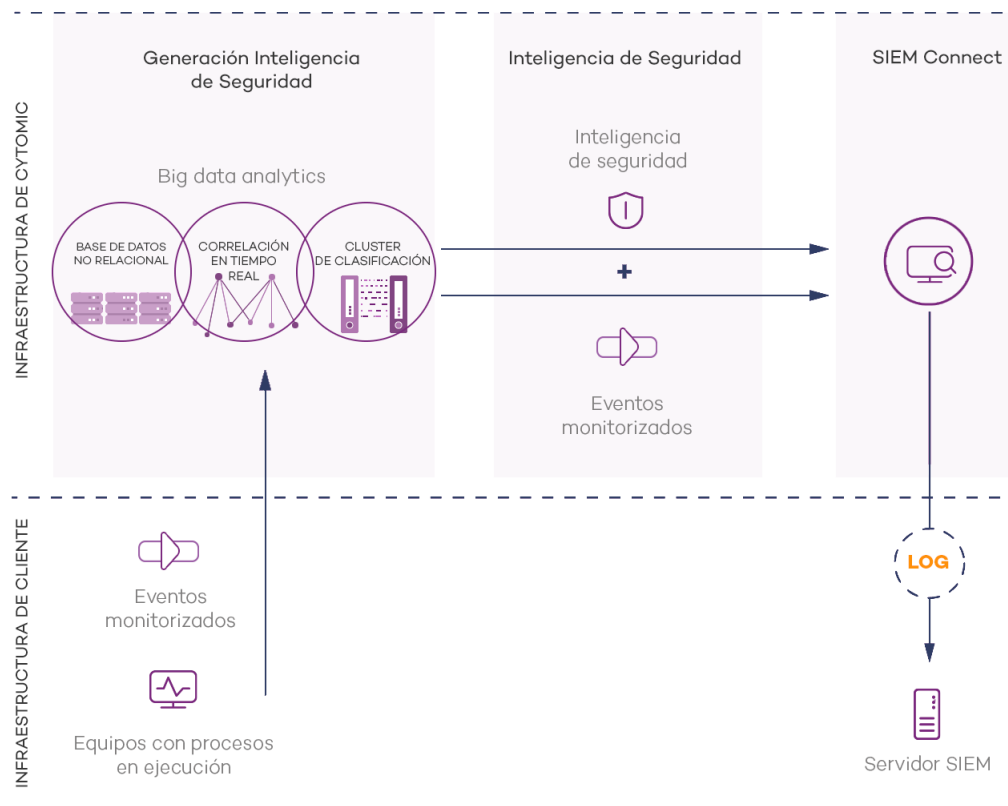 INFRAESTRUCTURA DE CYTOMIC
Generación Inteligencia
de Seguridad
Big data analytics
BASE DE DATOS
NO RELACIONAL
CORRELACIÓN
EN TIEMPO
REAL
CLUSTER
DE CLASIFICACIÓN
Inteligencia de Seguridad
Inteligencia
de seguridad
+
Eventos
monitorizados
SIEM Connect
INFRAESTRUCTURA DE CLIENTE
Eventos
monitorizados
Equipos con procesos
en ejecución
LOG
Servidor SIEM